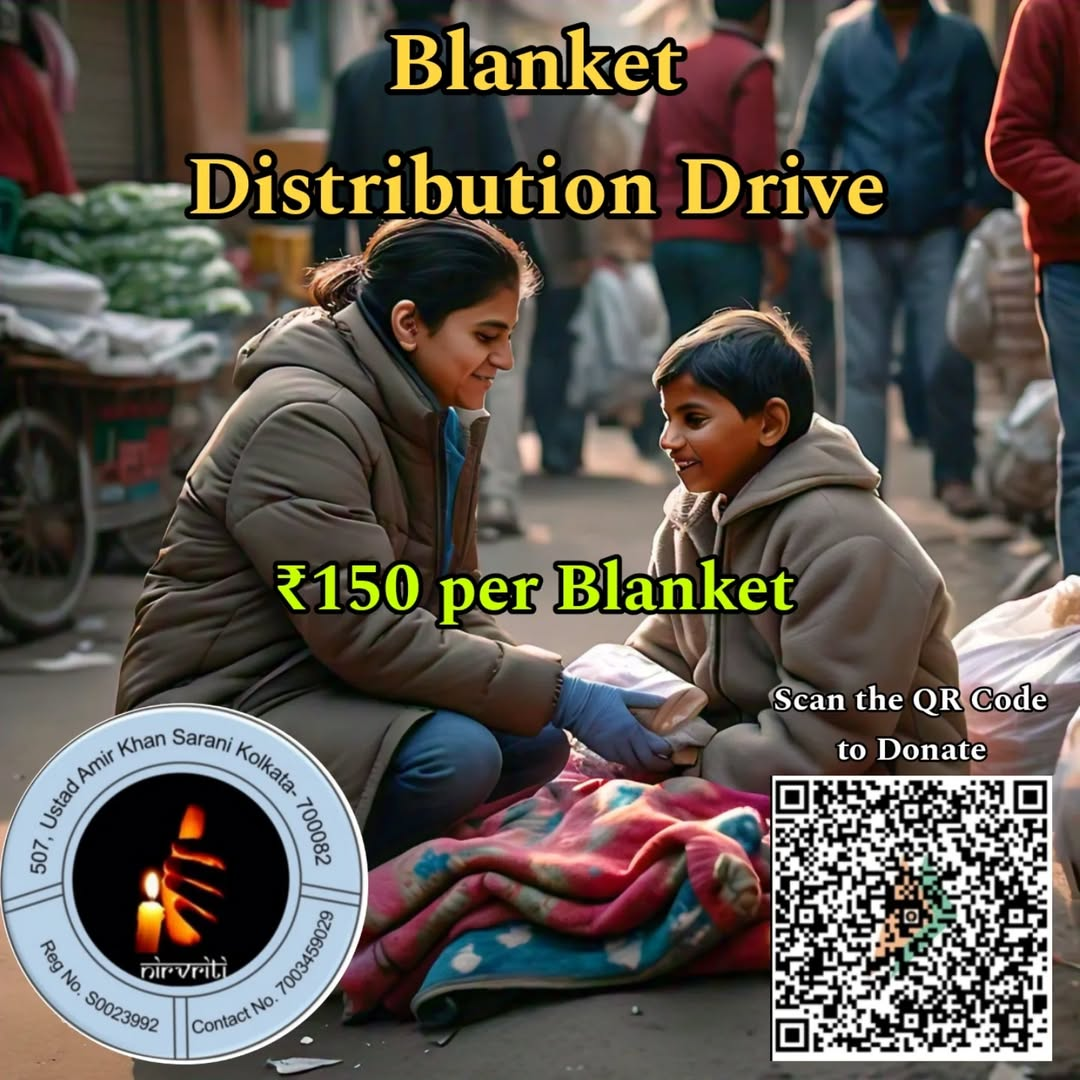 Blanket
Distribution Drive
₹150 per Blanket
Scan the QR Code
to Donate
507, Ustad Amir Khan Sarani Kolkata- 700082
nirvriti
Reg No. S0023992
Contact No. 7003459029